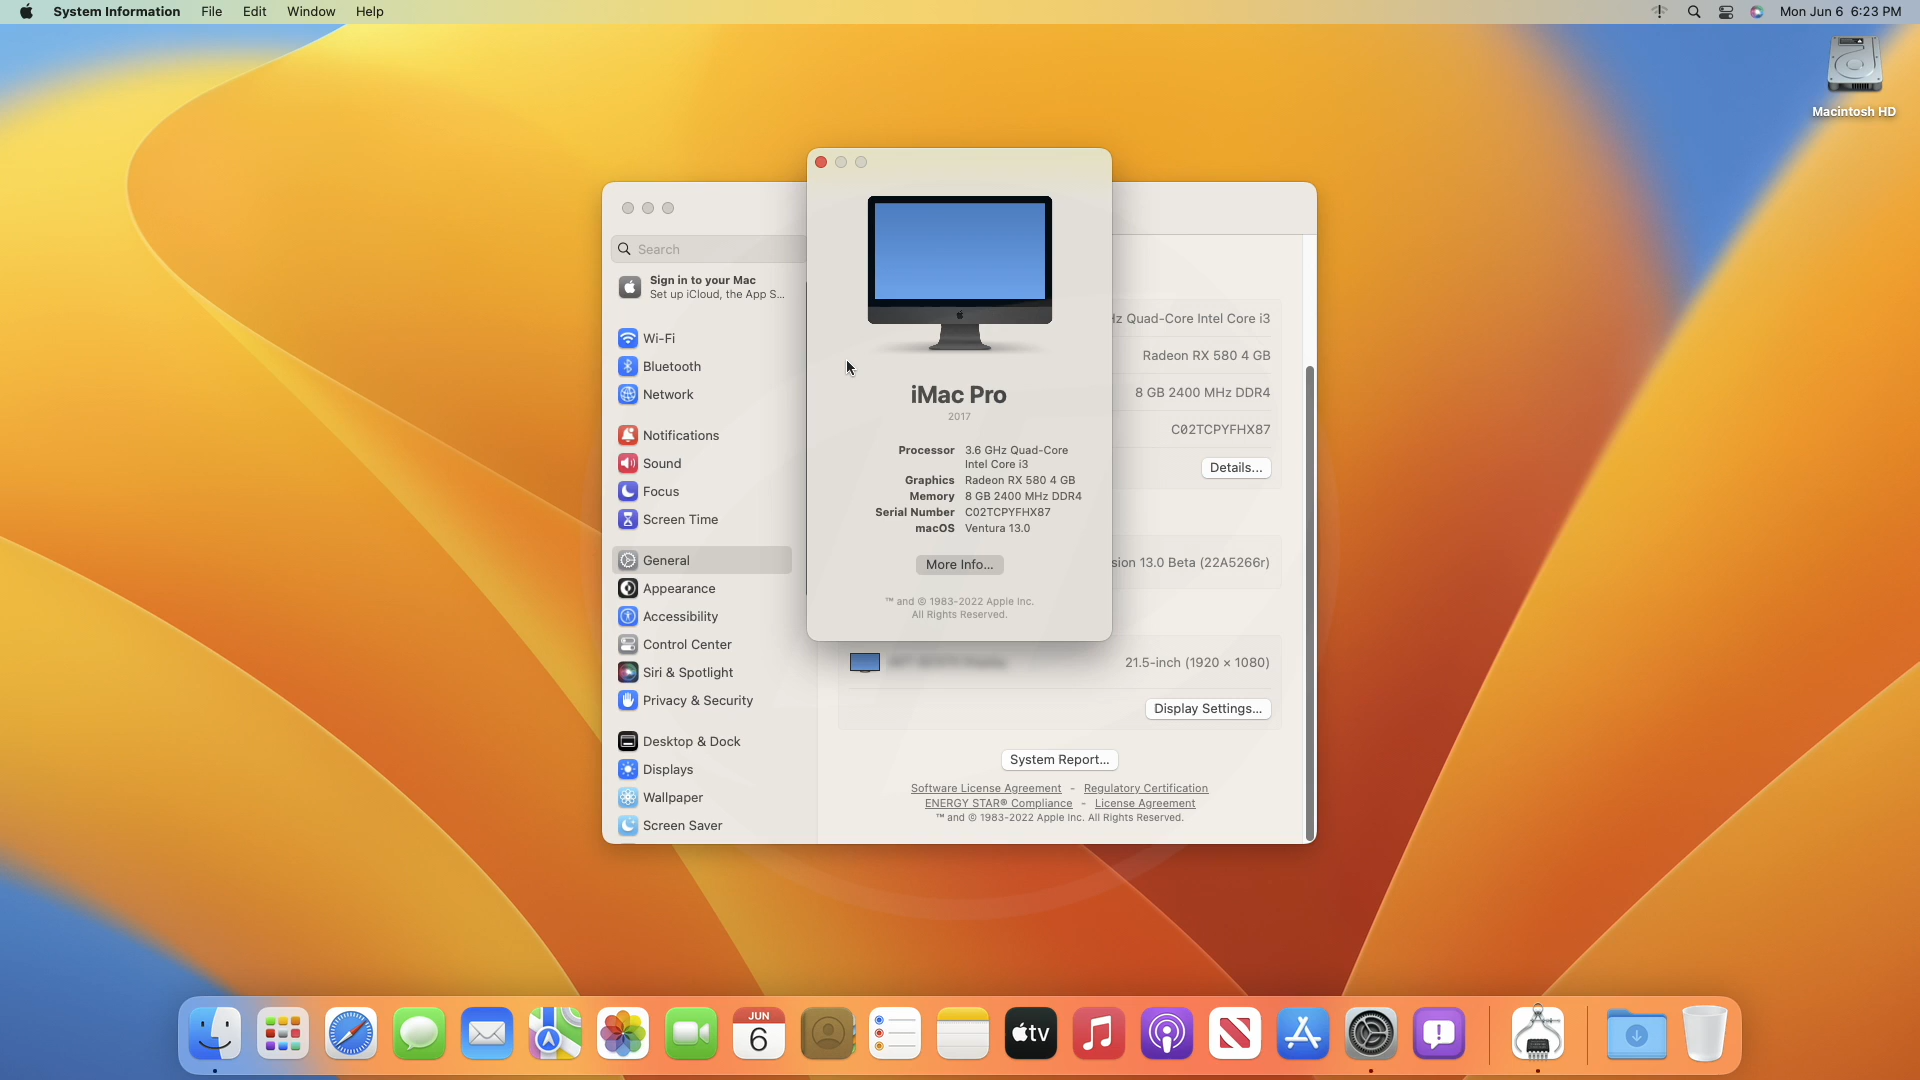 System Information File Edit Window Help
Mon Jun 6 6:23 PM
Macintosh HD
Search
Sign in to your Mac
Set up iCloud, the App S...
Wi-Fi
Bluetooth
Network
Notifications
Sound
Focus
Screen Time
General
Appearance
Accessibility
Control Center
Siri & Spotlight
Privacy & Security
Desktop & Dock
Displays
Wallpaper
Screen Saver
iMac Pro
2017
Processor 3.6 GHz Quad-Core
Intel Core i3
Graphics Radeon RX 580 4 GB
Memory 8 GB 2400 MHz DDR4
Serial Number C02TCPYFHX87
macOS Ventura 13.0
More Info...
™ and © 1983-2022 Apple Inc.
All Rights Reserved.
Hz Quad-Core Intel Core i3
Radeon RX 580 4 GB
8 GB 2400 MHz DDR4
C02TCPYFHX87
Details...
sion 13.0 Beta (22A5266r)
21.5-inch (1920 × 1080)
Display Settings...
System Report...
Software License Agreement - Regulatory Certification
ENERGY STAR® Compliance - License Agreement
™ and © 1983-2022 Apple Inc. All Rights Reserved.
JUN
6
tv